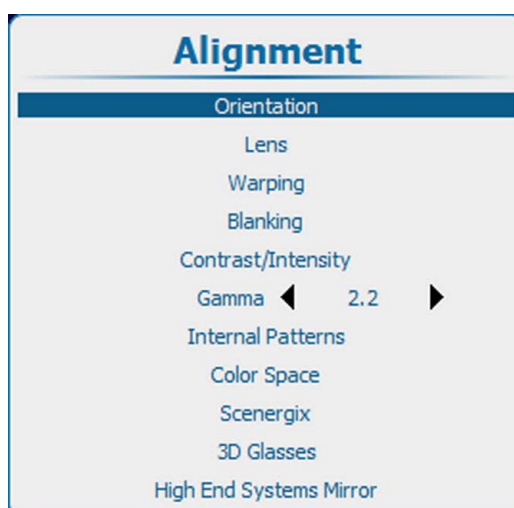 Alignment
Orientation
Lens
Warping
Blanking
Contrast/Intensity
Gamma 2.2
Internal Patterns
Color Space
Scenergix
3D Glasses
High End Systems Mirror